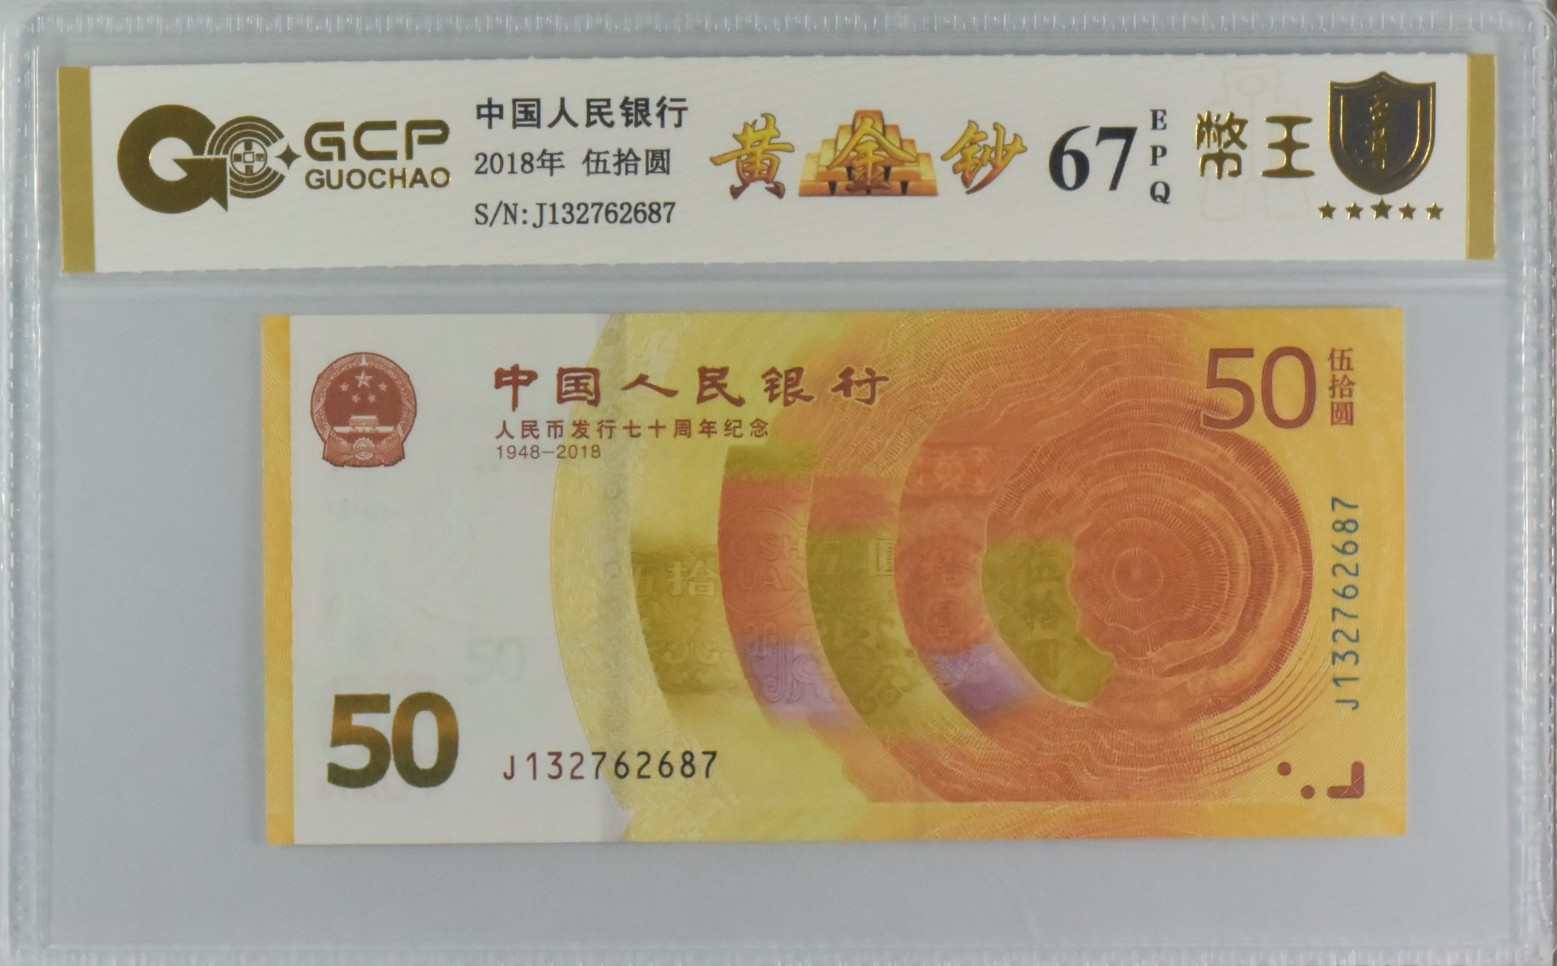 GCP
GUOCHAO
中国人民银行
2018年 伍拾圆
S/N:J132762687
黄金钞
67
EPQ
幣王
50
伍拾圆
中国人民银行
人民币发行七十周年纪念
1948-2018
J132762687
50
J132762687
50